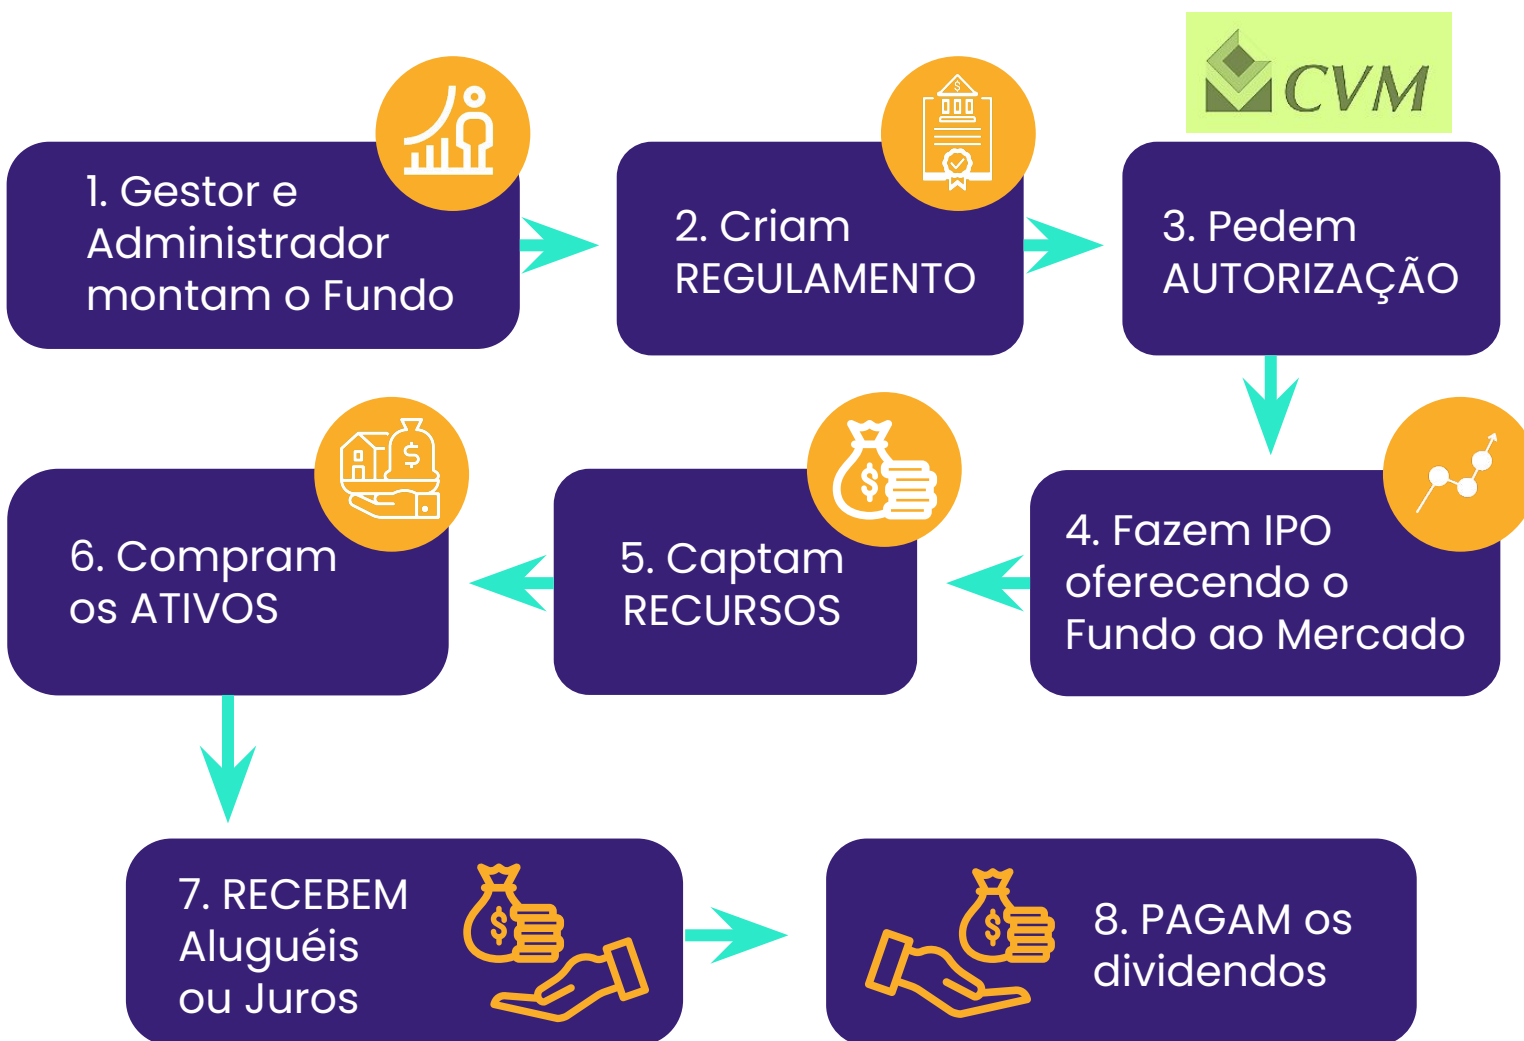 CVM
1. Gestor e
Administrador
montam o Fundo
2. Criam
REGULAMENTO
3. Pedem
AUTORIZAÇÃO
4. Fazem IPO
oferecendo o
Fundo ao Mercado
5. Captam
RECURSOS
6. Compram
os ATIVOS
7. RECEBEM
Aluguéis
ou Juros
8. PAGAM os
dividendos